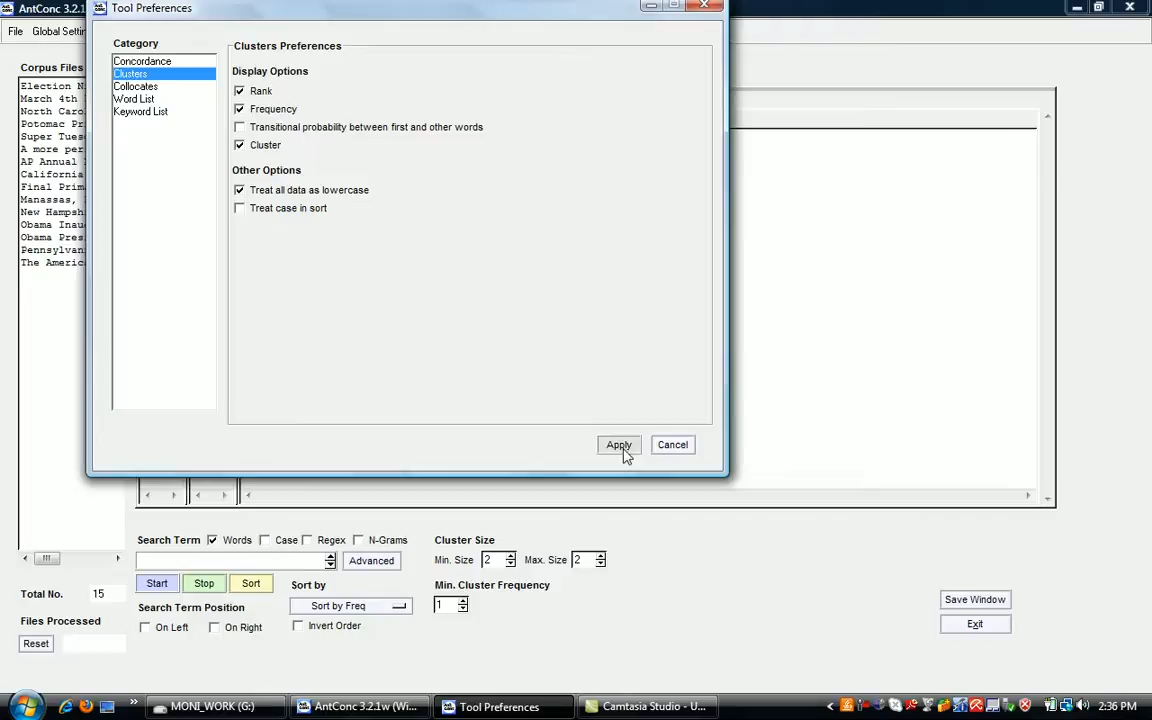 AntConc 3.2.1
Tool Preferences
File Global Settin
Category
Clusters Preferences
Concordance
Clusters
Collocates
Word List
Keyword List
Display Options
Rank
Frequency
Transitional probability between first and other words
Cluster
Other Options
Treat all data as lowercase
Treat case in sort
Apply Cancel
Corpus Files
Election N
March 4th
North Caro
Potomac Pr
Super Tues
A more per
AP Annual
California
Final Prim
Manassas,
New Hampsh
Obama Inau
Obama Pres
Pennsylvan
The Americ
Total No. 15
Files Processed
Reset
Search Term Words Case Regex N-Grams
Advanced
Start Stop Sort
Search Term Position
On Left On Right
Sort by
Sort by Freq
Invert Order
Cluster Size
Min. Size 2 Max. Size 2
Min. Cluster Frequency
1
Save Window
Exit
MONI_WORK (G:) AntConc 3.2.1w (Wi... Tool Preferences Camtasia Studio - U... 2:36 PM